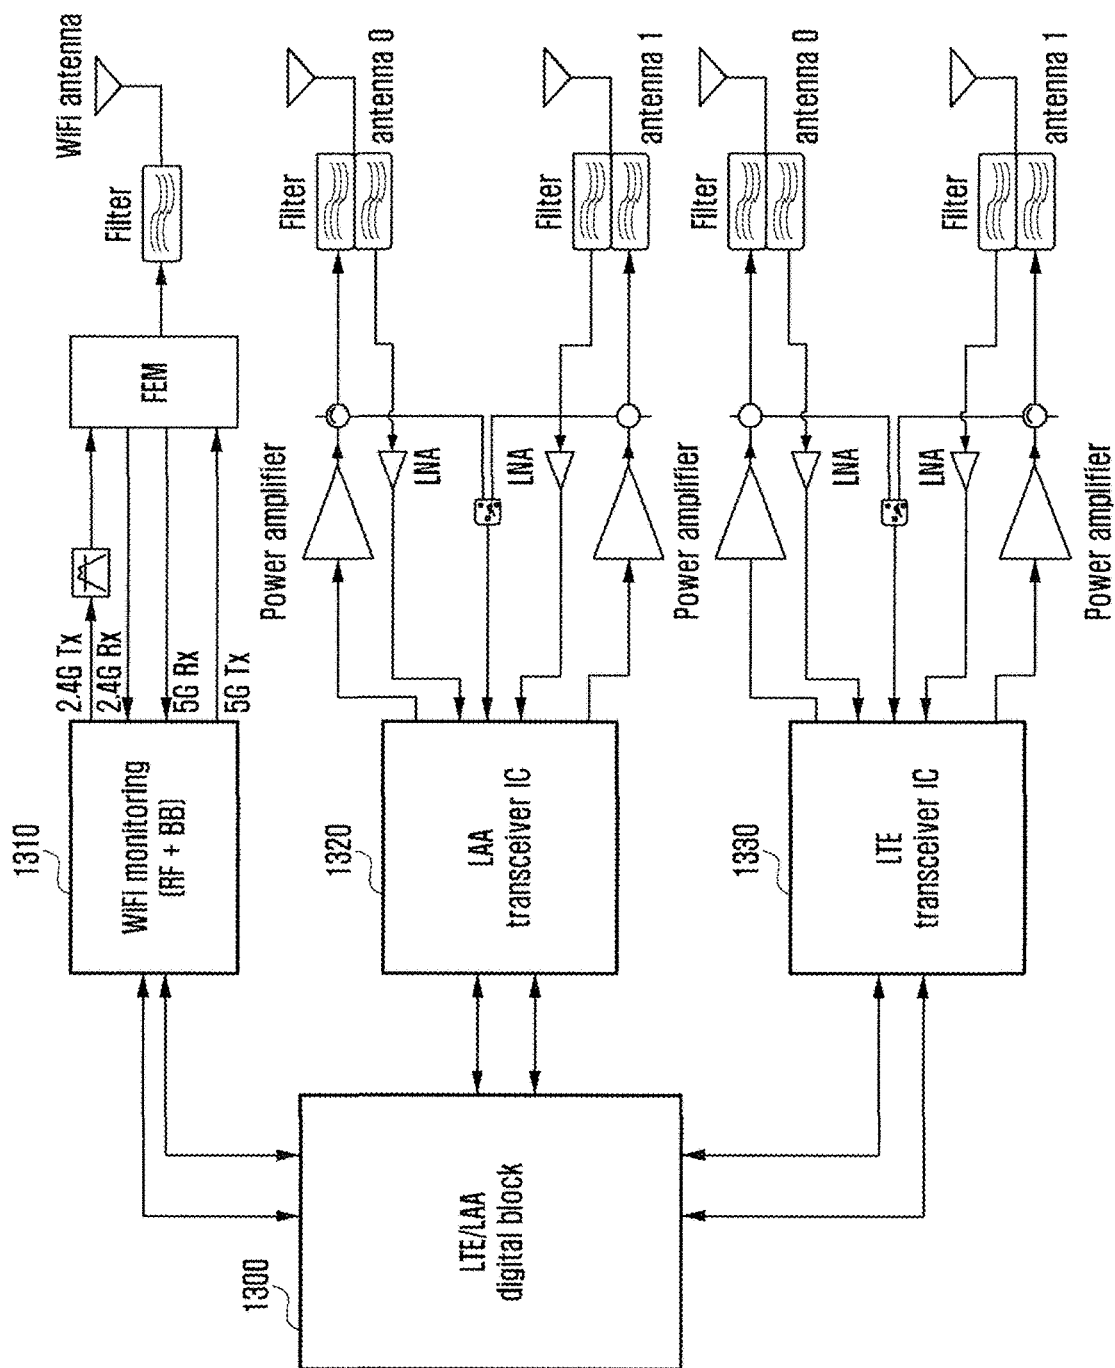 1300
LTE/LAA
digital block
1310
WiFi monitoring
(RF + BB)
2.4G Tx
2.4G Rx
5G Rx
5G Tx
FEM
Filter
WiFi antenna
1320
LAA
transceiver IC
Power amplifier
LNA
LNA
Power amplifier
Filter
antenna 0
Filter
antenna 1
1330
LTE
transceiver IC
LNA
LNA
Power amplifier
Filter
antenna 0
Filter
antenna 1